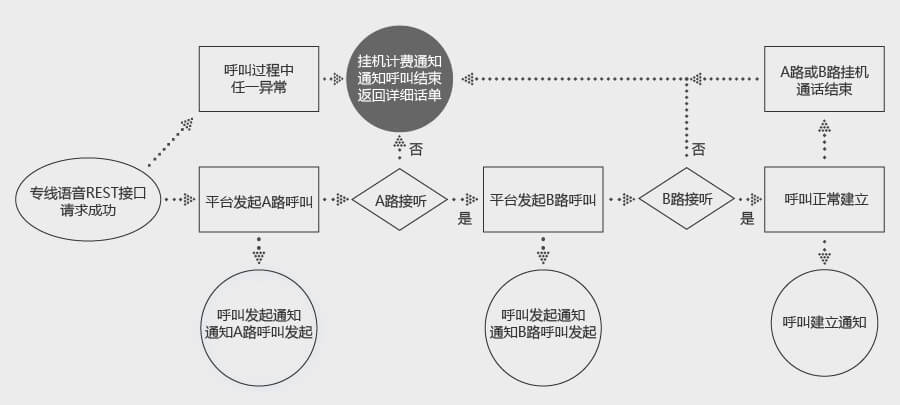 呼叫过程中
任一异常
挂机计费通知
通知呼叫结束
返回详细话单
A路或B路挂机
通话结束
否
否
专线语音REST接口
请求成功
平台发起A路呼叫
A路接听
是
平台发起B路呼叫
B路接听
是
呼叫正常建立
呼叫发起通知
通知A路呼叫发起
呼叫发起通知
通知B路呼叫发起
呼叫建立通知